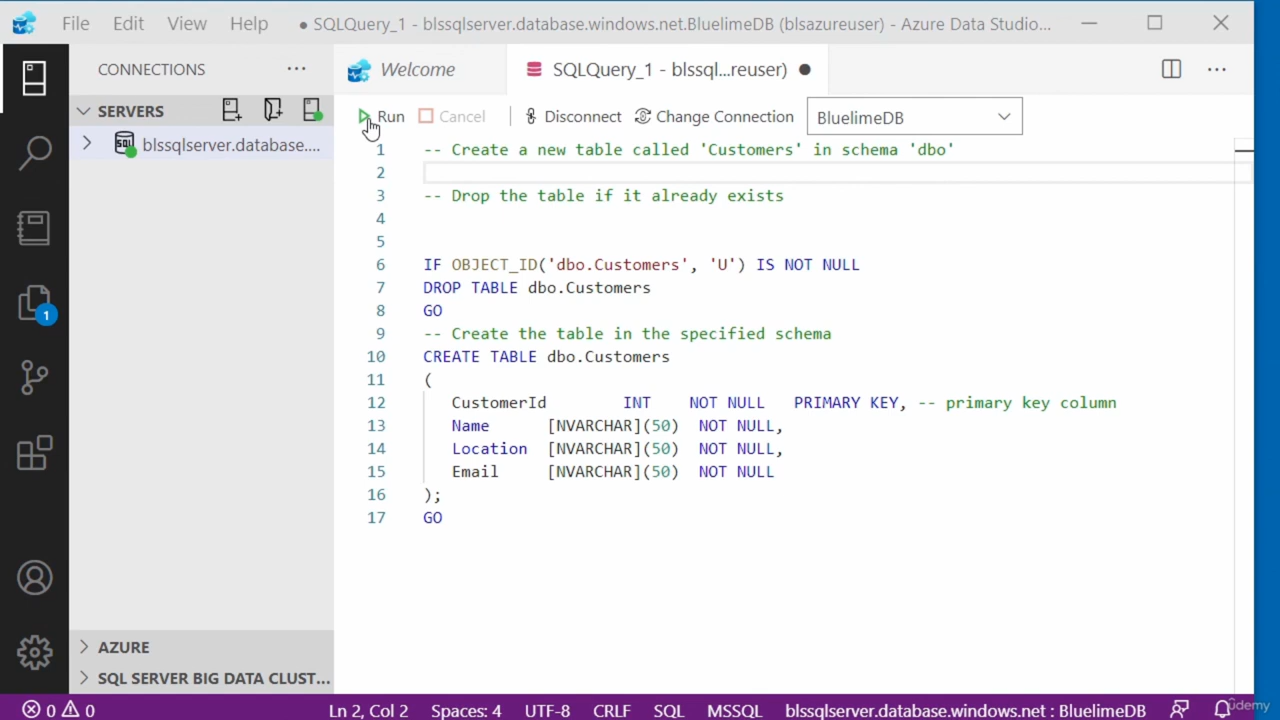 File Edit View Help ● SQLQuery_1 - blssqlserver.database.windows.net.BluelimeDB (blsazureuser) - Azure Data Studio...
CONNECTIONS ···
Welcome
SQLQuery_1 - blssql...reuser) ●
SERVERS
blssqlserver.database....
Run Cancel Disconnect Change Connection BluelimeDB
1 -- Create a new table called 'Customers' in schema 'dbo'
2
3 -- Drop the table if it already exists
4
5
6 IF OBJECT_ID('dbo.Customers', 'U') IS NOT NULL
7 DROP TABLE dbo.Customers
8 GO
9 -- Create the table in the specified schema
10 CREATE TABLE dbo.Customers
11 (
12 CustomerId INT NOT NULL PRIMARY KEY, -- primary key column
13 Name [NVARCHAR](50) NOT NULL,
14 Location [NVARCHAR](50) NOT NULL,
15 Email [NVARCHAR](50) NOT NULL
16 );
17 GO
1
AZURE
SQL SERVER BIG DATA CLUST...
0 0 Ln 2, Col 2 Spaces: 4 UTF-8 CRLF SQL MSSQL blssqlserver.database.windows.net : BluelimeDB
ûdemy